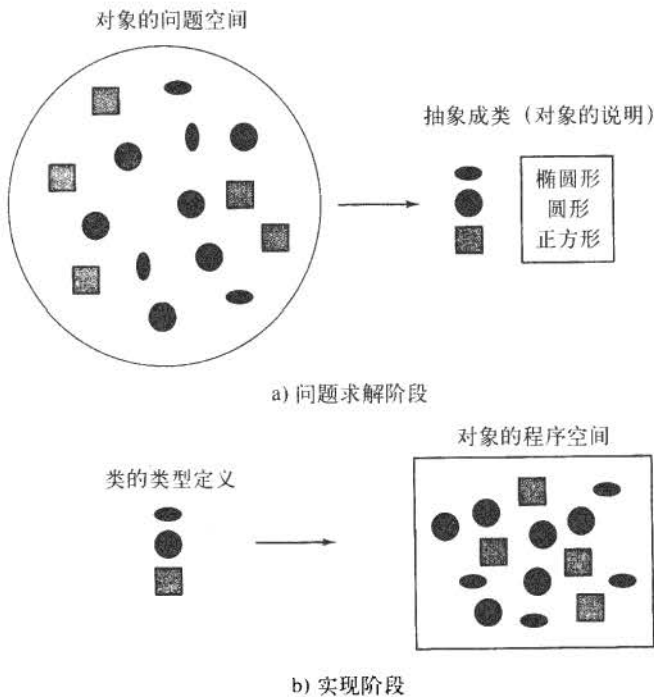 对象的问题空间
抽象成类（对象的说明）
椭圆形
圆形
正方形
a) 问题求解阶段
对象的程序空间
类的类型定义
b) 实现阶段